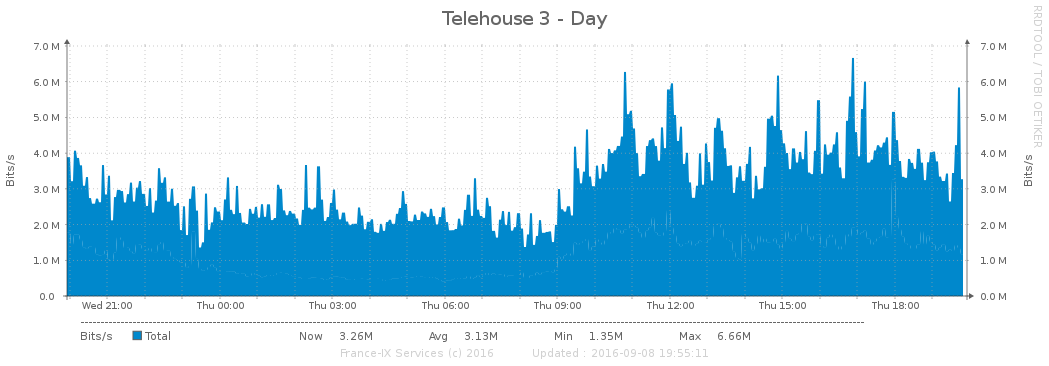 Telehouse 3 - Day
RRDTOOL / TOBI OETIKER
Bits/s
7.0 M 7.0 M
6.0 M 6.0 M
5.0 M 5.0 M
4.0 M 4.0 M
3.0 M 3.0 M
2.0 M 2.0 M
1.0 M 1.0 M
0.0 0.0 M
Bits/s
Wed 21:00 Thu 00:00 Thu 03:00 Thu 06:00 Thu 09:00 Thu 12:00 Thu 15:00 Thu 18:00
Bits/s Total Now 3.26M Avg 3.13M Min 1.35M Max 6.66M
France-IX Services (c) 2016 Updated : 2016-09-08 19:55:11